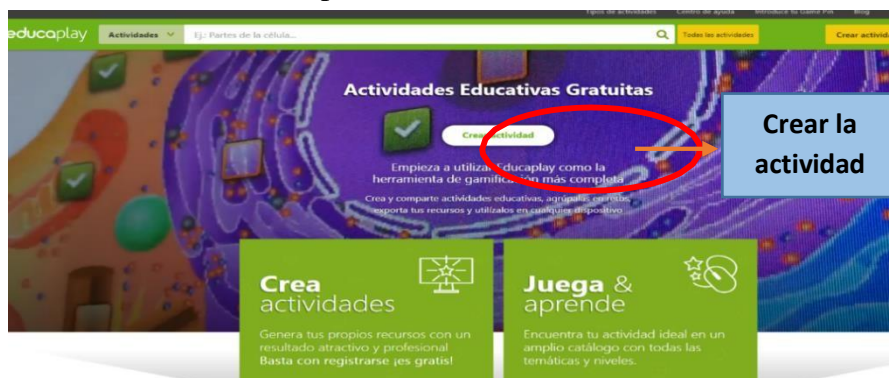 Tipos de actividades Centro de ayuda Introduce tu Game Pin Blog
educaplay Actividades Ej.: Partes de la célula... Todas las actividades Crear activida
Actividades Educativas Gratuitas
Crear actividad
Empieza a utilizar Educaplay como la
herramienta de gamificación más completa
Crea y comparte actividades educativas, agrúpalas en retos,
exporta tus recursos y utilízalos en cualquier dispositivo
Crear la
actividad
Crea
actividades
Genera tus propios recursos con un
resultado atractivo y profesional
Basta con registrarse ¡es gratis!
Juega &
aprende
Encuentra tu actividad ideal en un
amplio catálogo con todas las
temáticas y niveles.